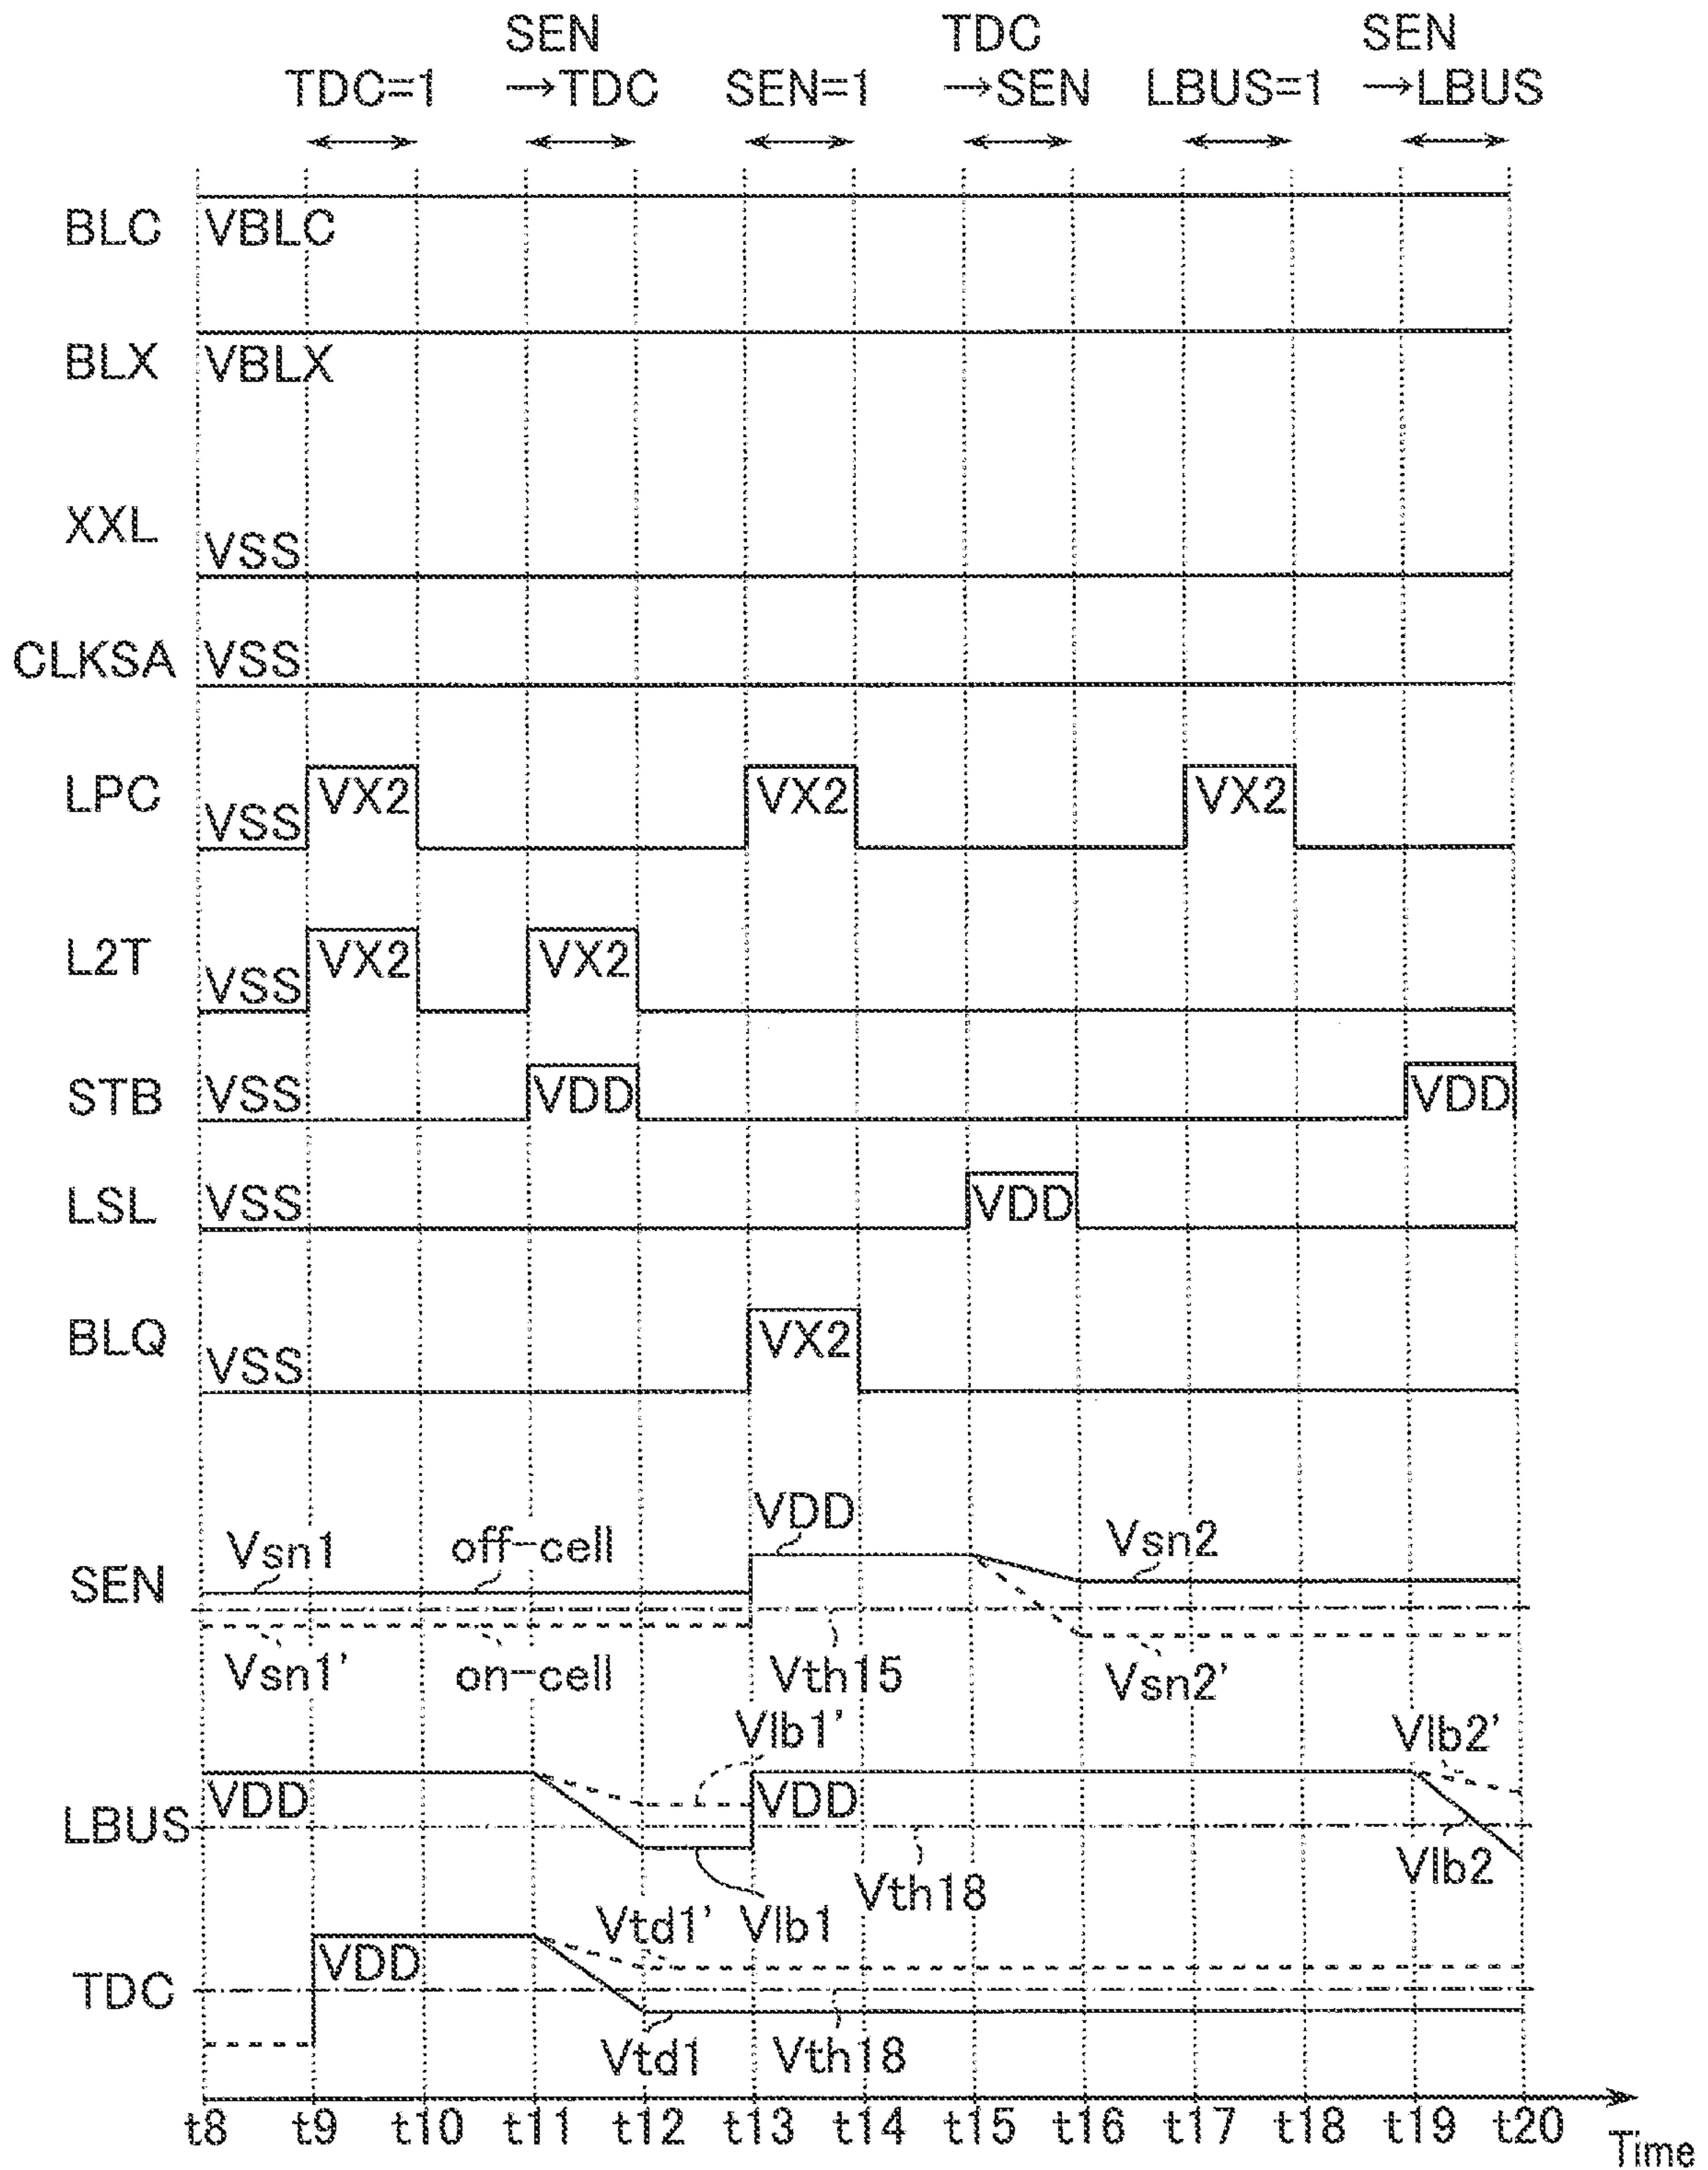 SEN TDC SEN
TDC=1 →TDC SEN=1 →SEN LBUS=1 →LBUS
BLC VBLC
BLX VBLX
XXL VSS
CLKSA VSS
LPC VSS VX2 VX2 VX2
L2T VSS VX2 VX2
STB VSS VDD VDD
LSL VSS VDD
BLQ VSS VX2
VDD
Vsn1 off-cell Vsn2
SEN
Vsn1' on-cell Vth15 Vsn2'
Vlb1' Vlb2'
VDD VDD
LBUS
Vth18 Vlb2
Vtd1' Vlb1
VDD
TDC
Vtd1 Vth18
t8 t9 t10 t11 t12 t13 t14 t15 t16 t17 t18 t19 t20
Time